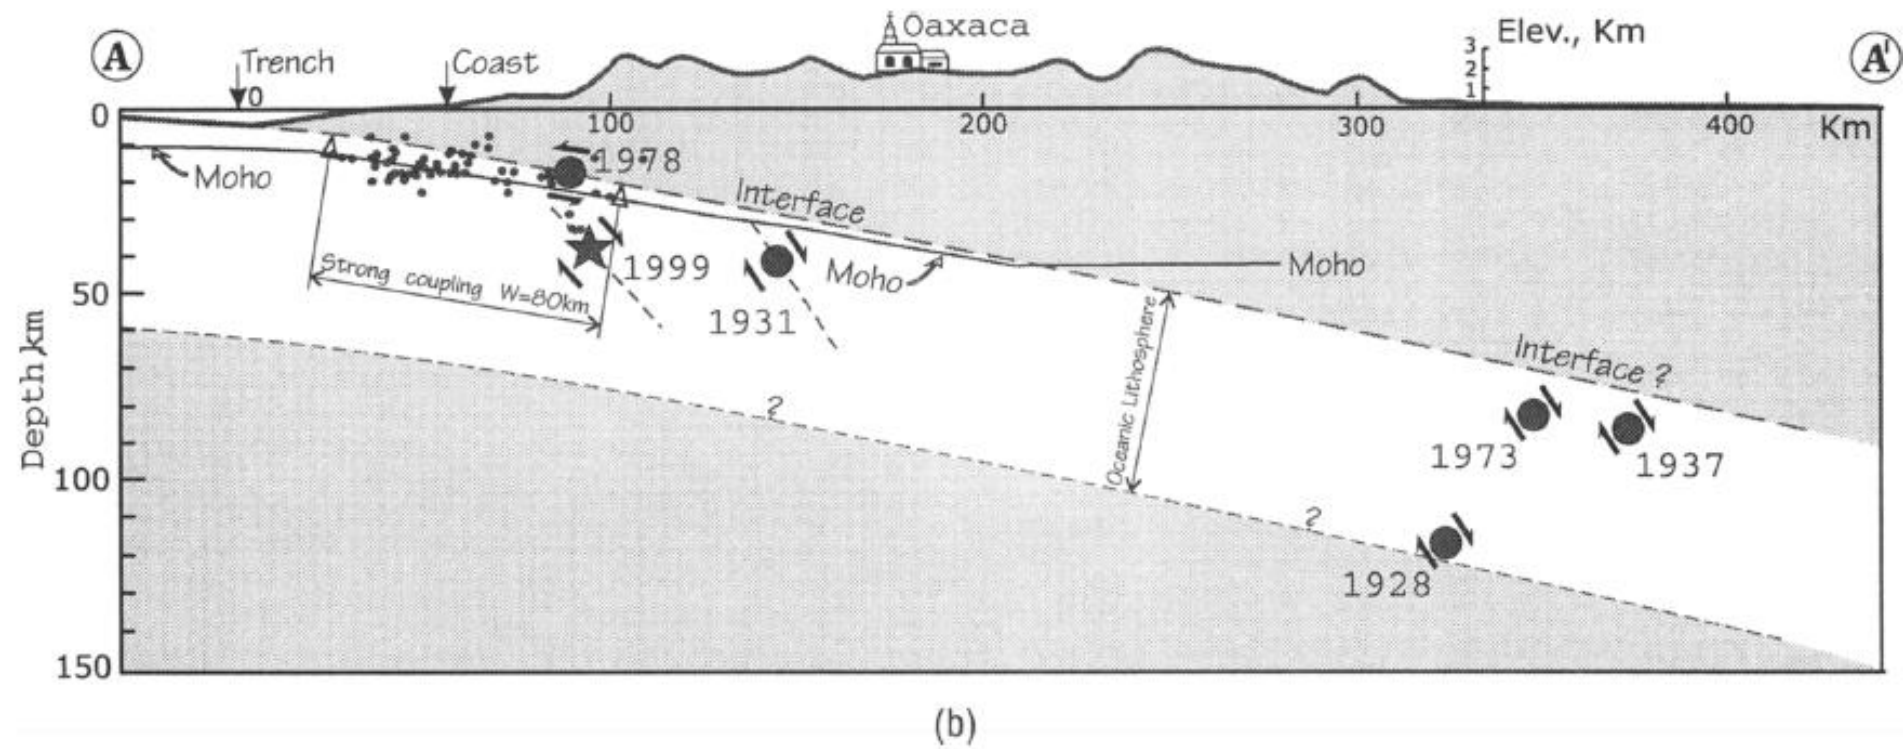 A
Trench
Coast
Oaxaca
Elev., Km
A'
3
2
1
0
0
100
200
300
400
Km
Moho
1978
Interface
50
Strong coupling W=80km
1999
1931
Moho
Moho
Oceanic Lithosphere
Interface ?
Depth,km
?
100
1973
1937
?
1928
150
(b)